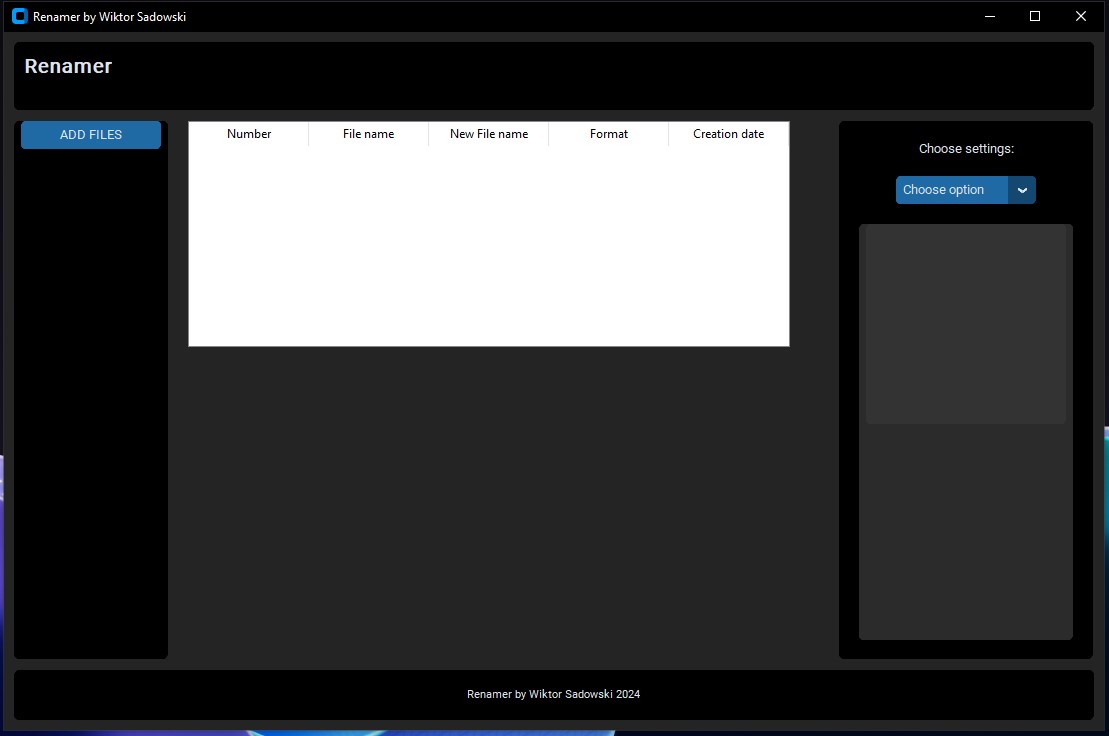 Renamer by Wiktor Sadowski
Renamer
ADD FILES
Number File name New File name Format Creation date
Choose settings:
Choose option
Renamer by Wiktor Sadowski 2024